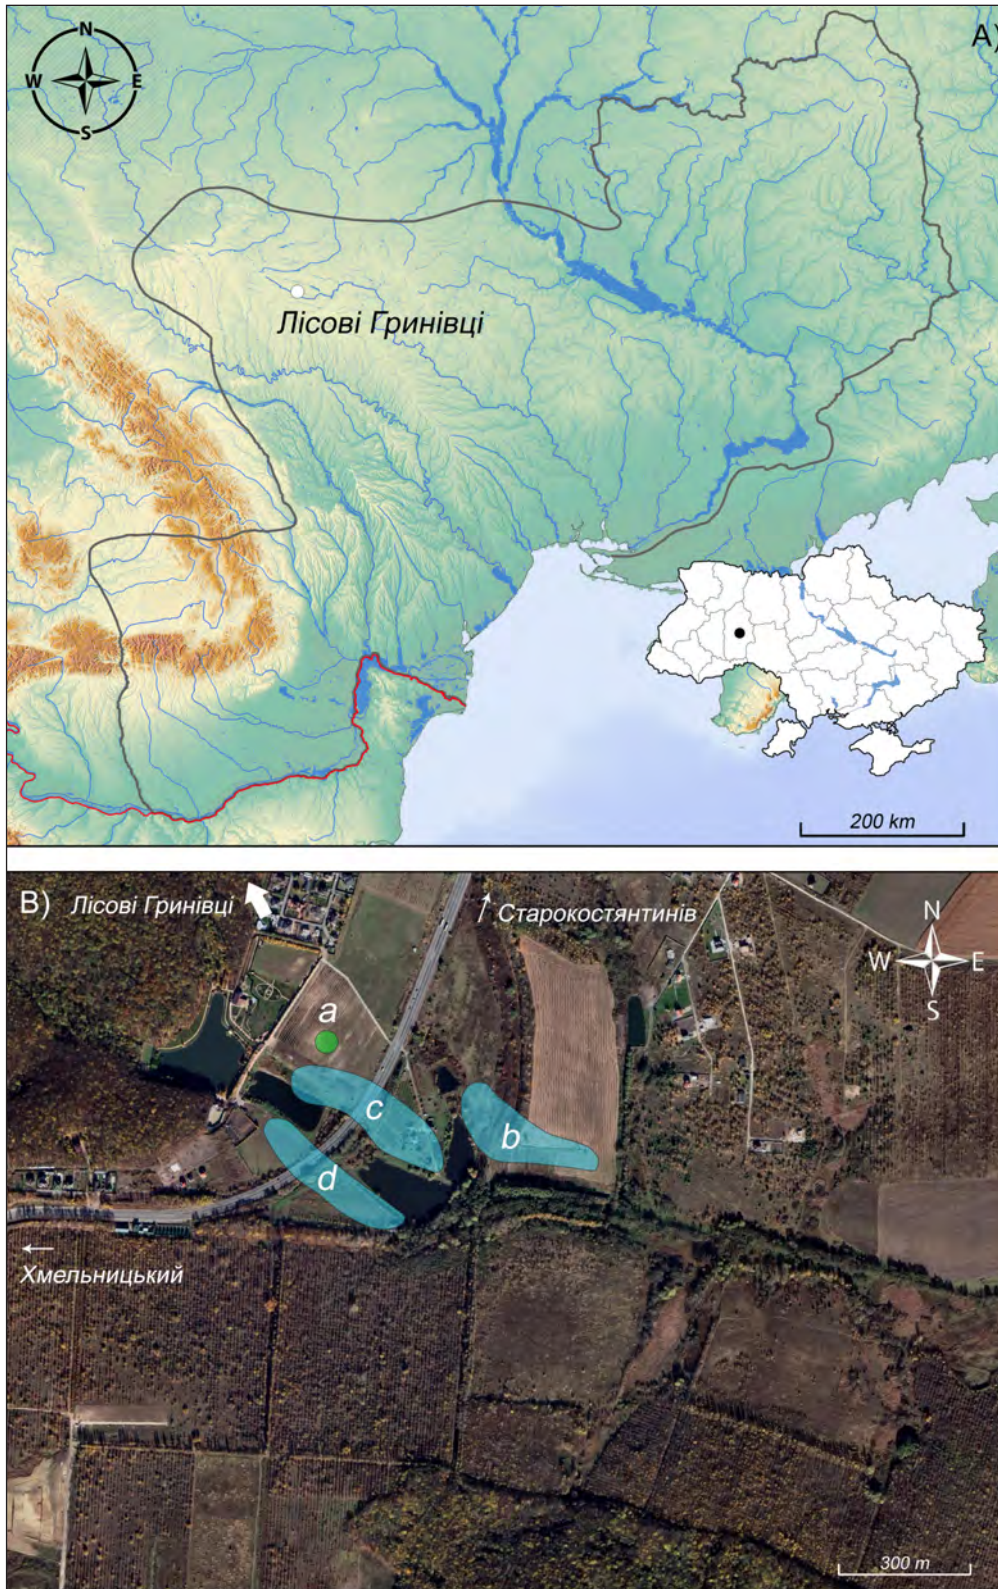 A)
N
W E
S
Лісові Гринівці
200 km
B)
Лісові Гринівці
Старокостянтинів
N
W E
S
a
c
b
d
Хмельницький
300 m